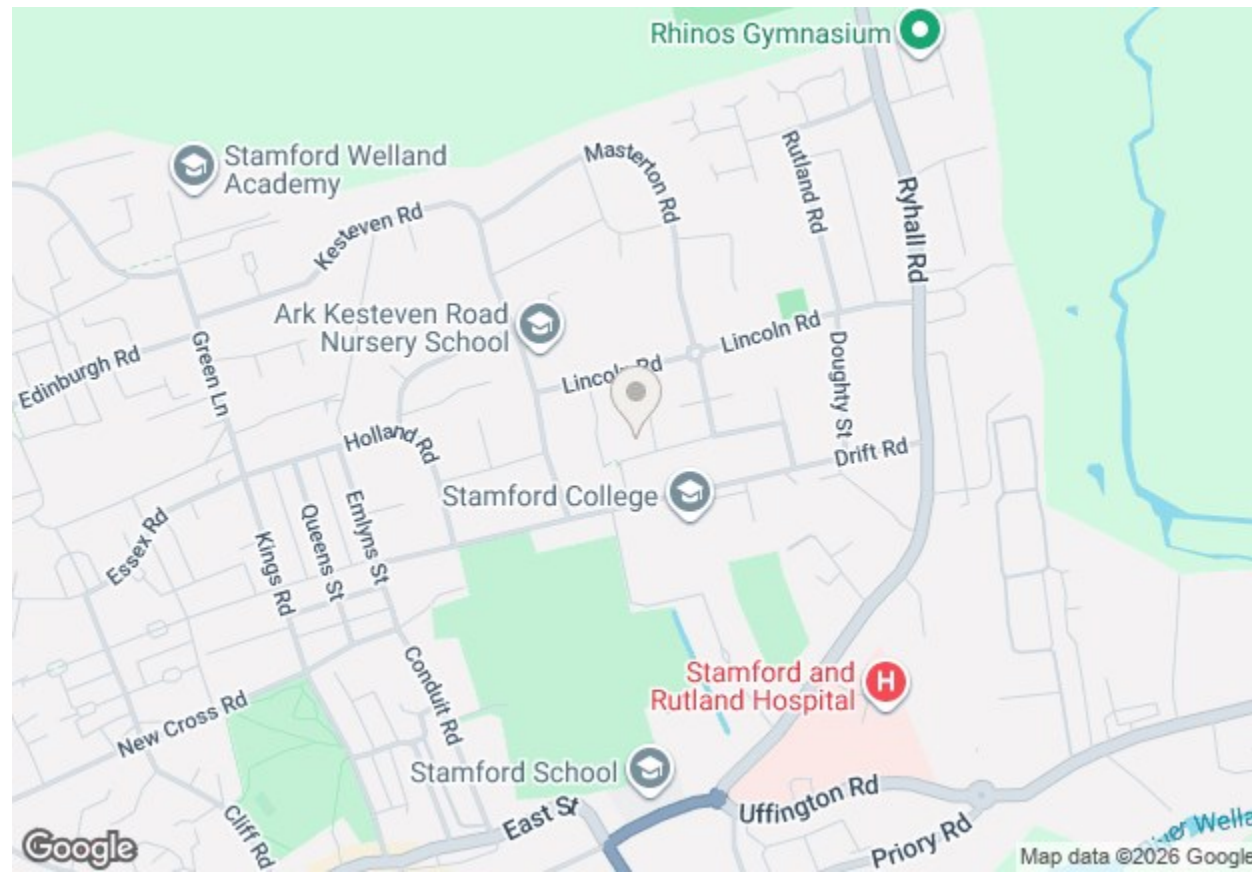 Rhinos Gymnasium
Stamford Welland
Academy
Masterton Rd
Rutland Rd
Ryhall Rd
Kesteven Rd
Ark Kesteven Road
Nursery School
Lincoln Rd
Lincoln Rd
Edinburgh Rd
Green Ln
Doughty St
Holland Rd
Drift Rd
Stamford College
Essex Rd
Kings Rd
Queens St
Emlyns St
Conduit Rd
Stamford and
Rutland Hospital
H
New Cross Rd
Stamford School
Uffington Rd
East St
Cliff Rd
Priory Rd
River Wella
Google
Map data ©2026 Google